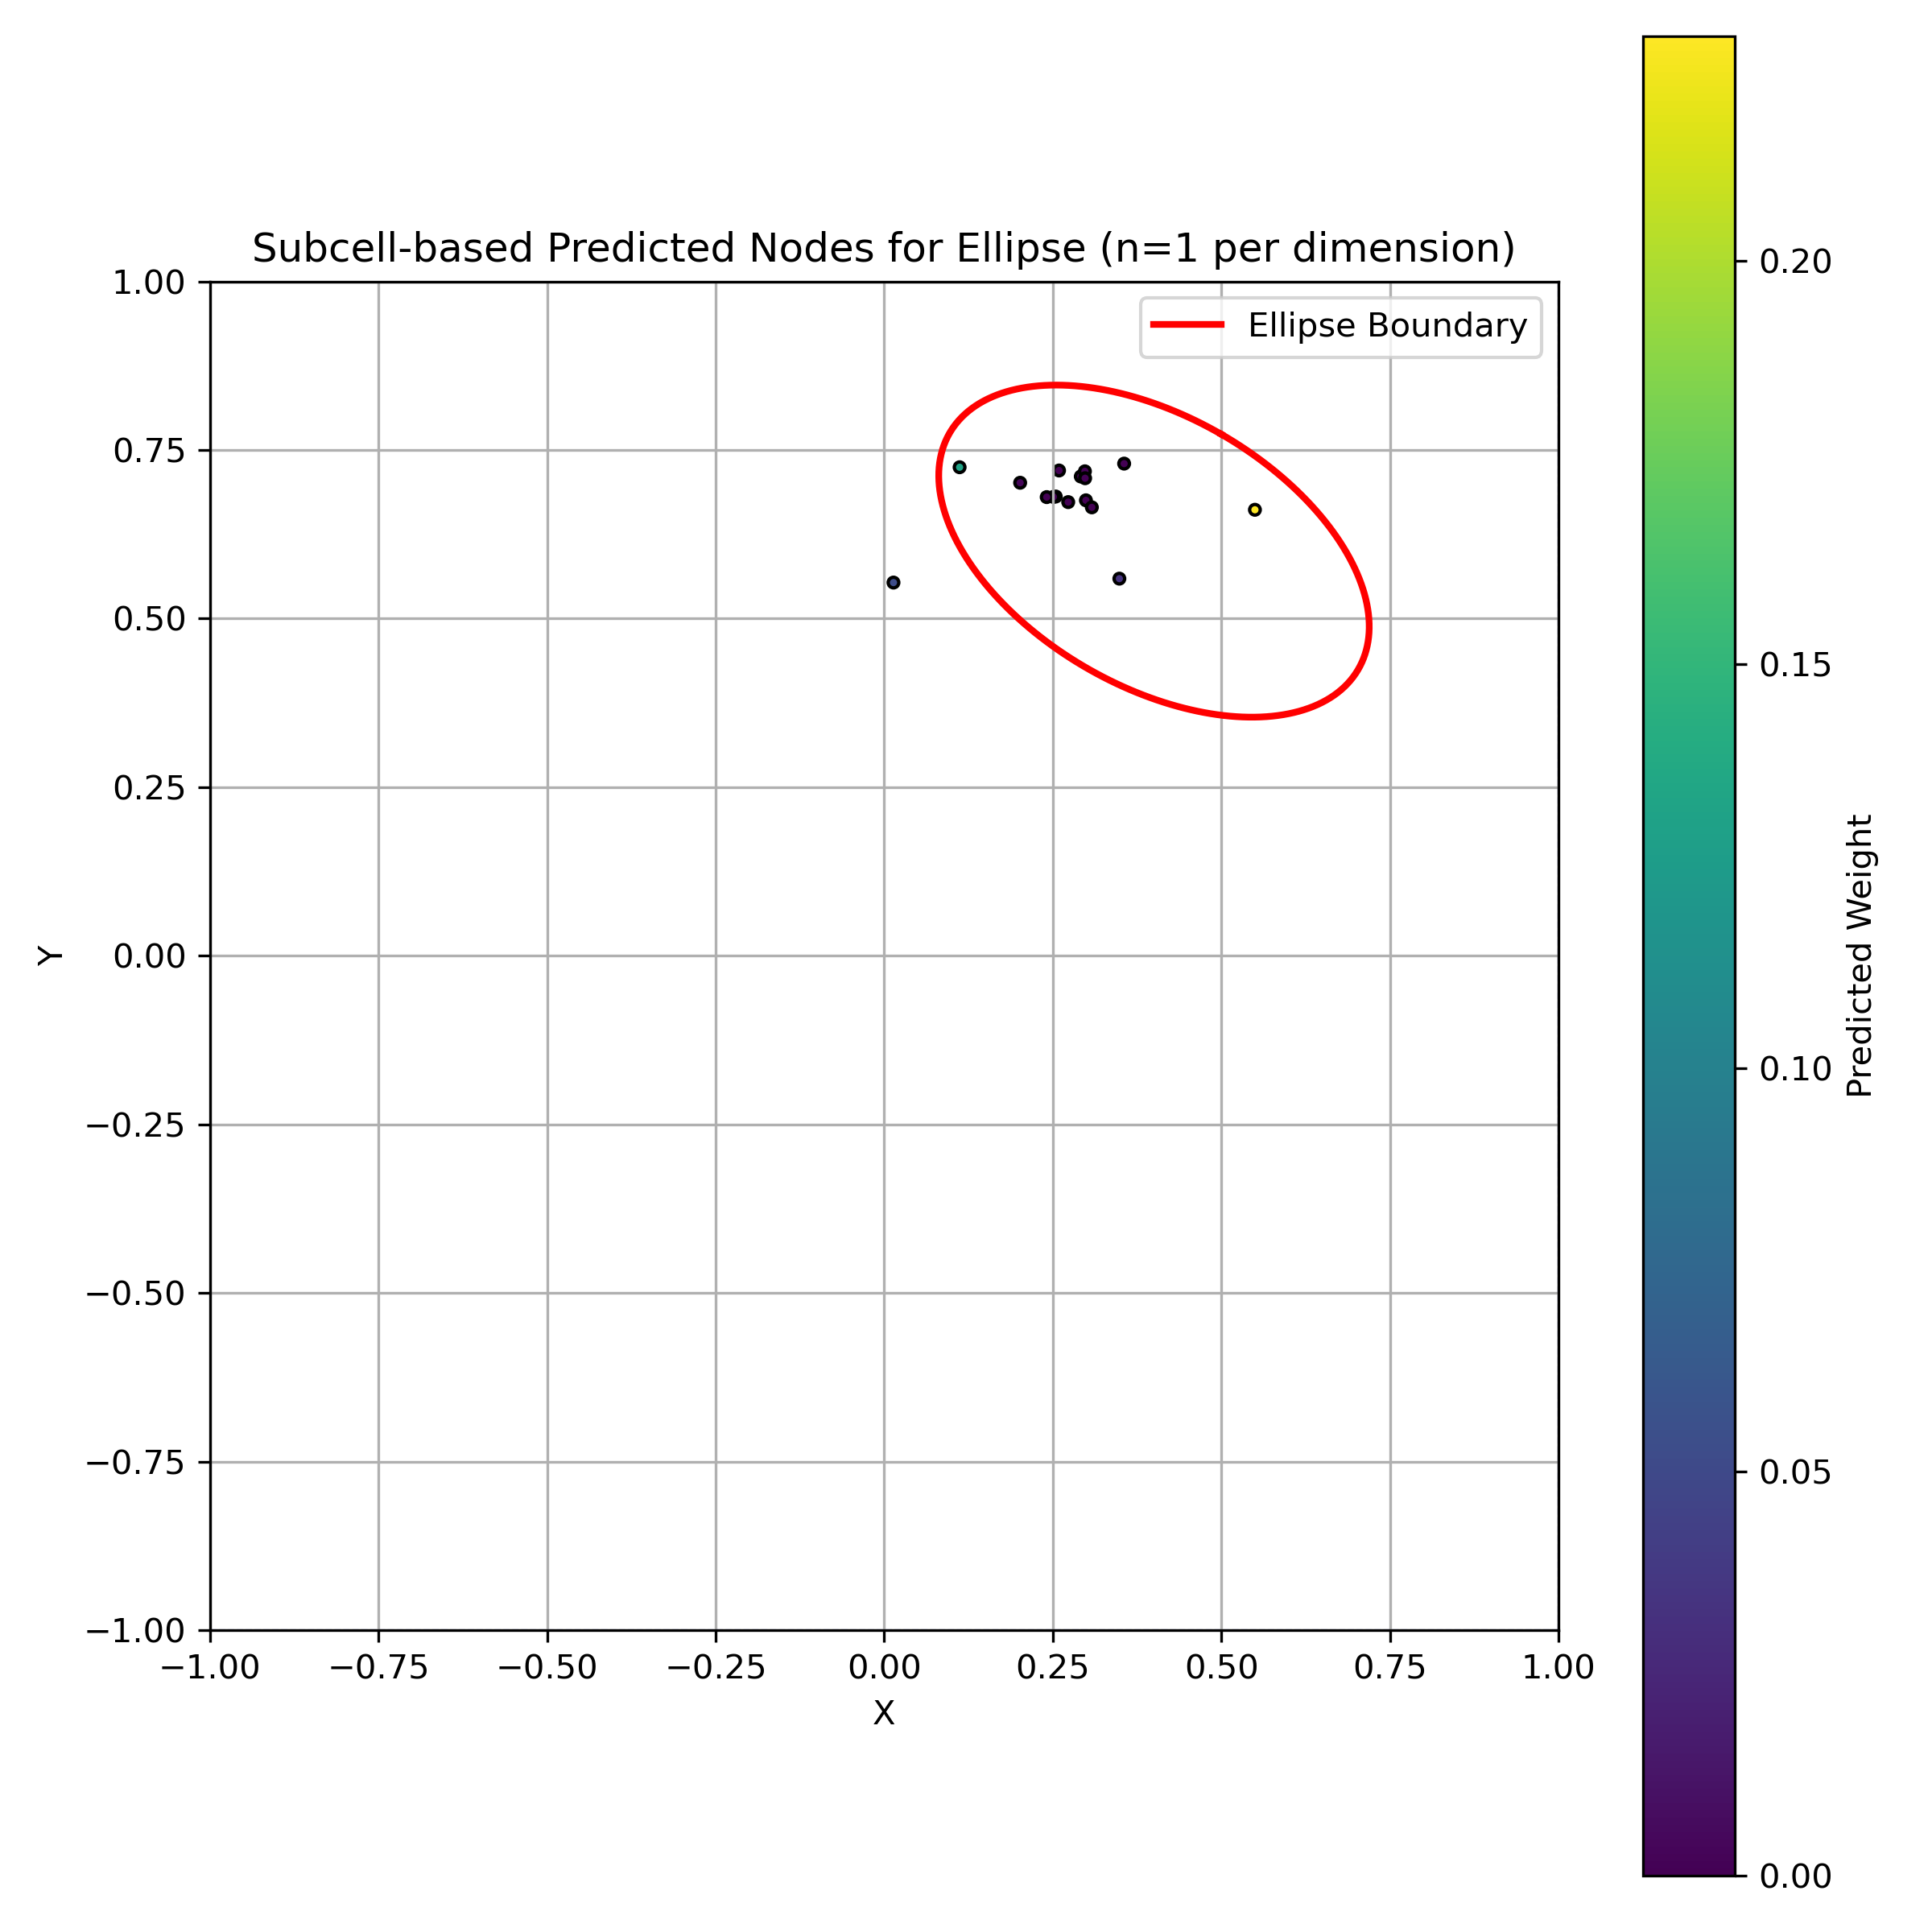 Subcell-based Predicted Nodes for Ellipse (n=1 per dimension)
Ellipse Boundary
1.00
0.75
0.50
0.25
0.00
−0.25
−0.50
−0.75
−1.00
Y
−1.00 −0.75 −0.50 −0.25 0.00 0.25 0.50 0.75 1.00
X
0.20
0.15
0.10
0.05
0.00
Predicted Weight